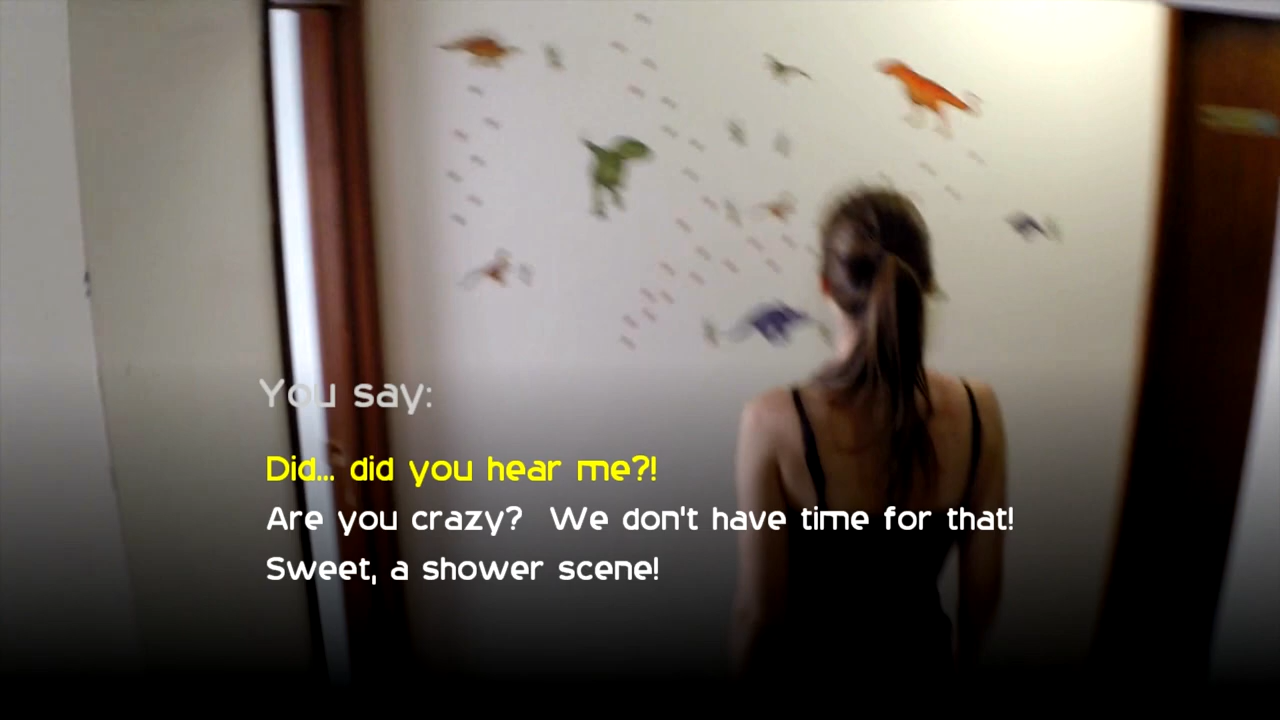 You say:
Did... did you hear me?!
Are you crazy?  We don't have time for that!
Sweet, a shower scene!